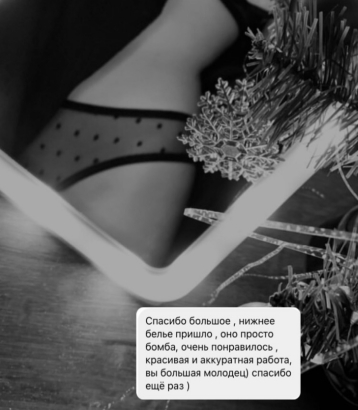 Спасибо большое , нижнее
белье пришло , оно просто
бомба, очень понравилось ,
красивая и аккуратная работа,
вы большая молодец) спасибо
ещё раз )